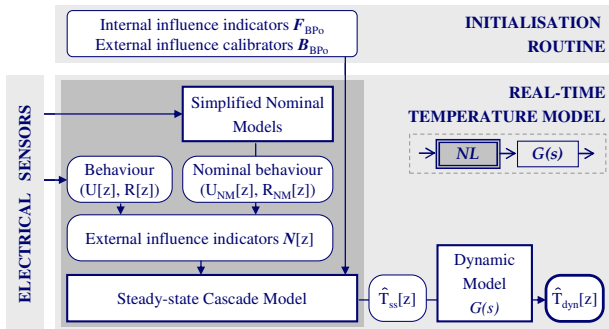 Internal influence indicators F_BPo
External influence calibrators B_BPo
INITIALISATION
ROUTINE
ELECTRICAL SENSORS
Simplified Nominal
Models
REAL-TIME
TEMPERATURE MODEL
NL
G(s)
Behaviour
(U[z], R[z])
Nominal behaviour
(U_NM[z], R_NM[z])
External influence indicators N[z]
Steady-state Cascade Model
T̂_ss[z]
Dynamic
Model
G(s)
T̂_dyn[z]